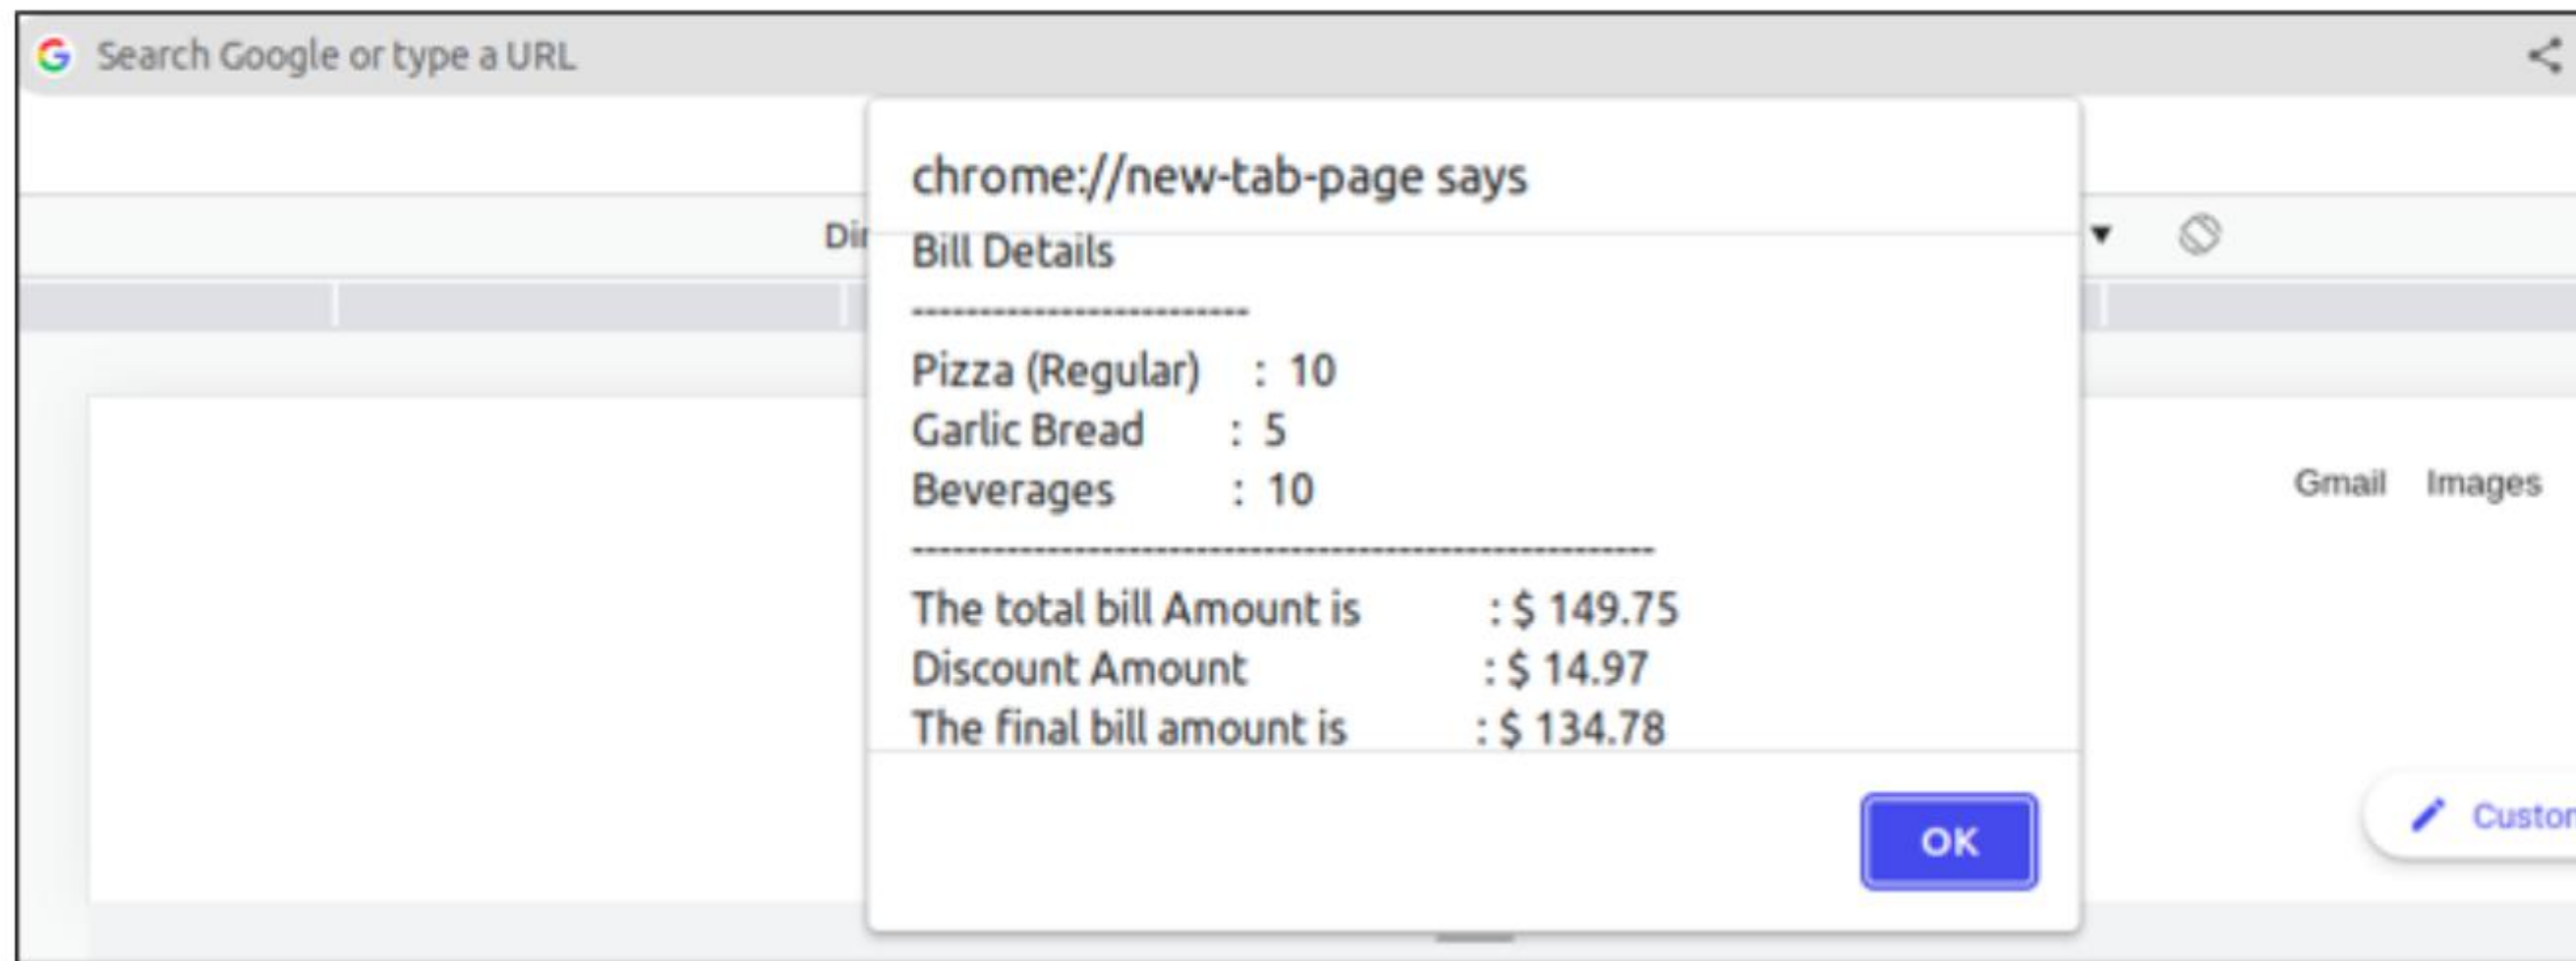 Search Google or type a URL
chrome://new-tab-page says
Bill Details
-------------------------
Pizza (Regular) : 10
Garlic Bread : 5
Beverages : 10
-------------------------------------------------------
The total bill Amount is : $ 149.75
Discount Amount : $ 14.97
The final bill amount is : $ 134.78
OK
Gmail Images